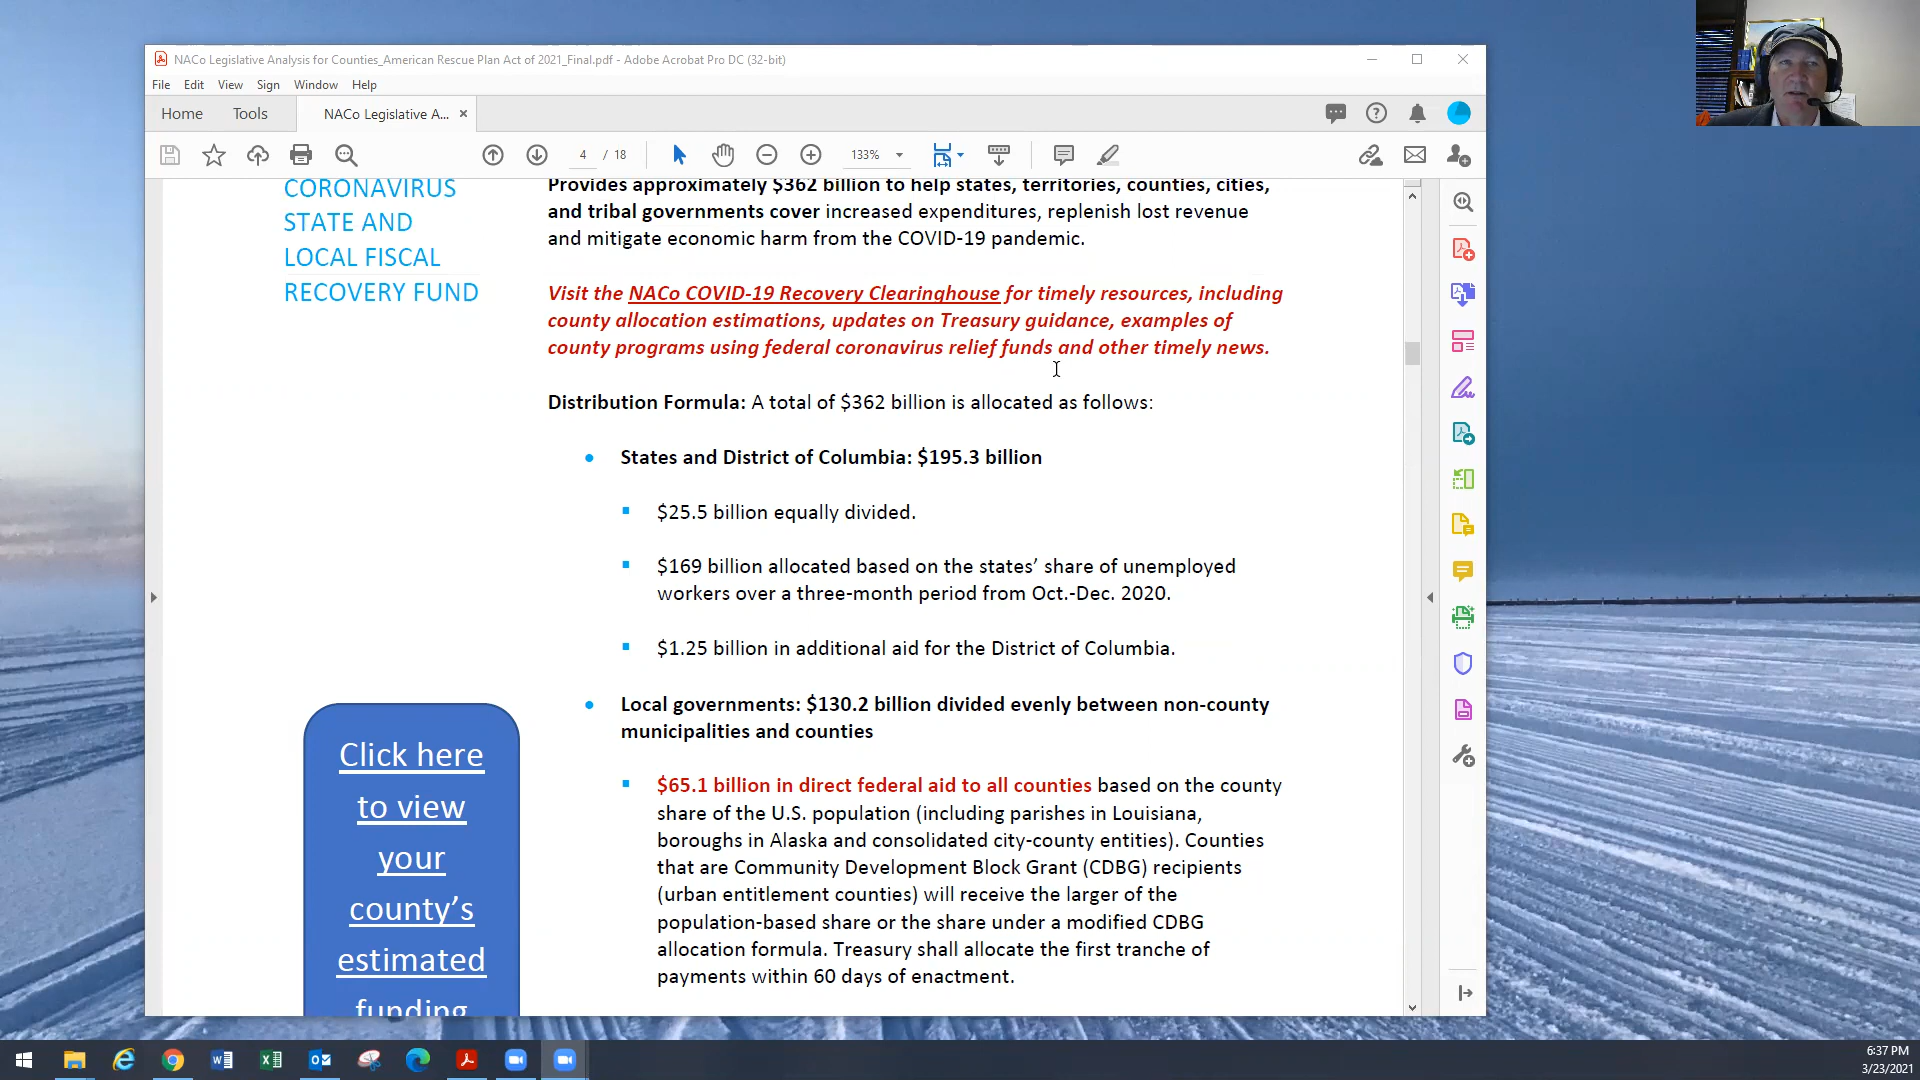 NACo Legislative Analysis for Counties_American Rescue Plan Act of 2021_Final.pdf - Adobe Acrobat Pro DC (32-bit)
File Edit View Sign Window Help
Home Tools NACo Legislative A... ×
4 / 18 133%
CORONAVIRUS
STATE AND
LOCAL FISCAL
RECOVERY FUND
Provides approximately $362 billion to help states, territories, counties, cities,
and tribal governments cover increased expenditures, replenish lost revenue
and mitigate economic harm from the COVID-19 pandemic.
Visit the NACo COVID-19 Recovery Clearinghouse for timely resources, including
county allocation estimations, updates on Treasury guidance, examples of
county programs using federal coronavirus relief funds and other timely news.
Distribution Formula: A total of $362 billion is allocated as follows:
• States and District of Columbia: $195.3 billion
▪ $25.5 billion equally divided.
▪ $169 billion allocated based on the states’ share of unemployed
workers over a three-month period from Oct.-Dec. 2020.
▪ $1.25 billion in additional aid for the District of Columbia.
• Local governments: $130.2 billion divided evenly between non-county
municipalities and counties
▪ $65.1 billion in direct federal aid to all counties based on the county
share of the U.S. population (including parishes in Louisiana,
boroughs in Alaska and consolidated city-county entities). Counties
that are Community Development Block Grant (CDBG) recipients
(urban entitlement counties) will receive the larger of the
population-based share or the share under a modified CDBG
allocation formula. Treasury shall allocate the first tranche of
payments within 60 days of enactment.
Click here
to view
your
county’s
estimated
funding
6:37 PM
3/23/2021